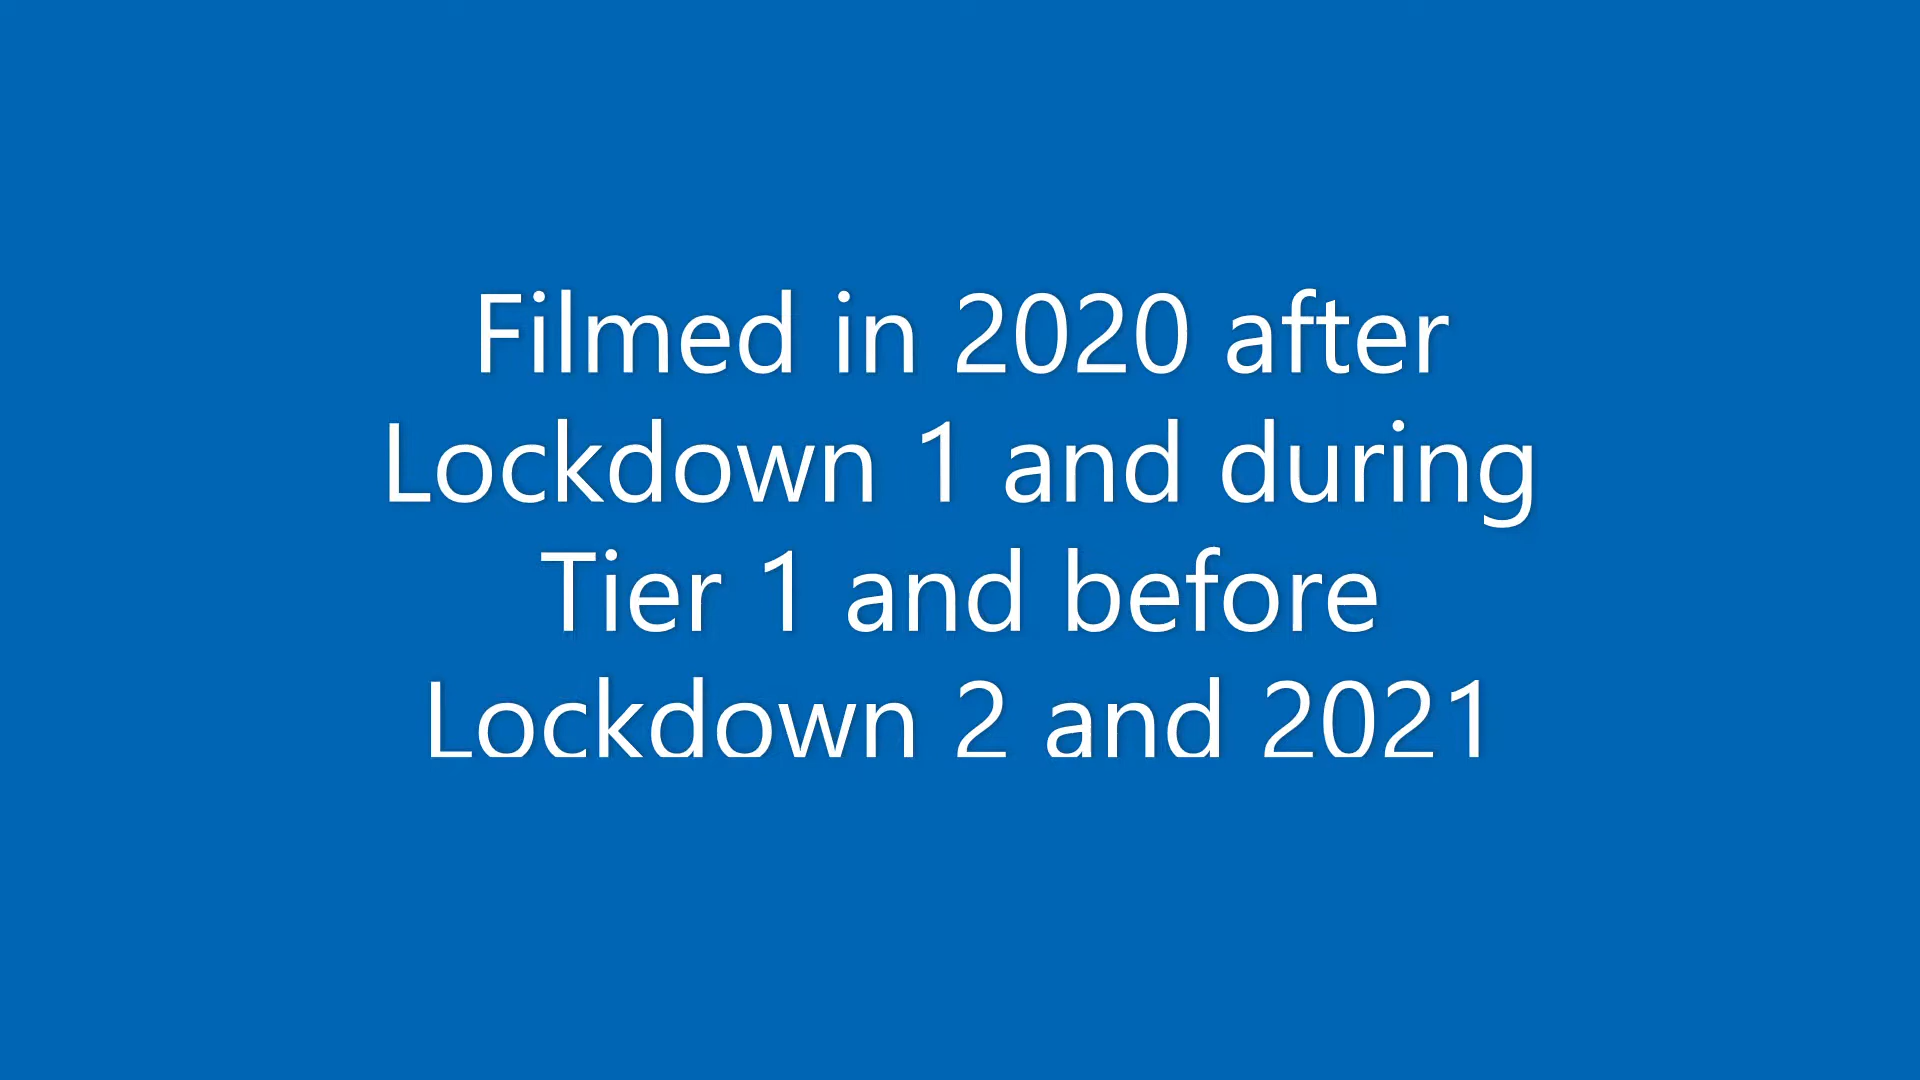 Filmed in 2020 after
Lockdown 1 and during
Tier 1 and before
Lockdown 2 and 2021